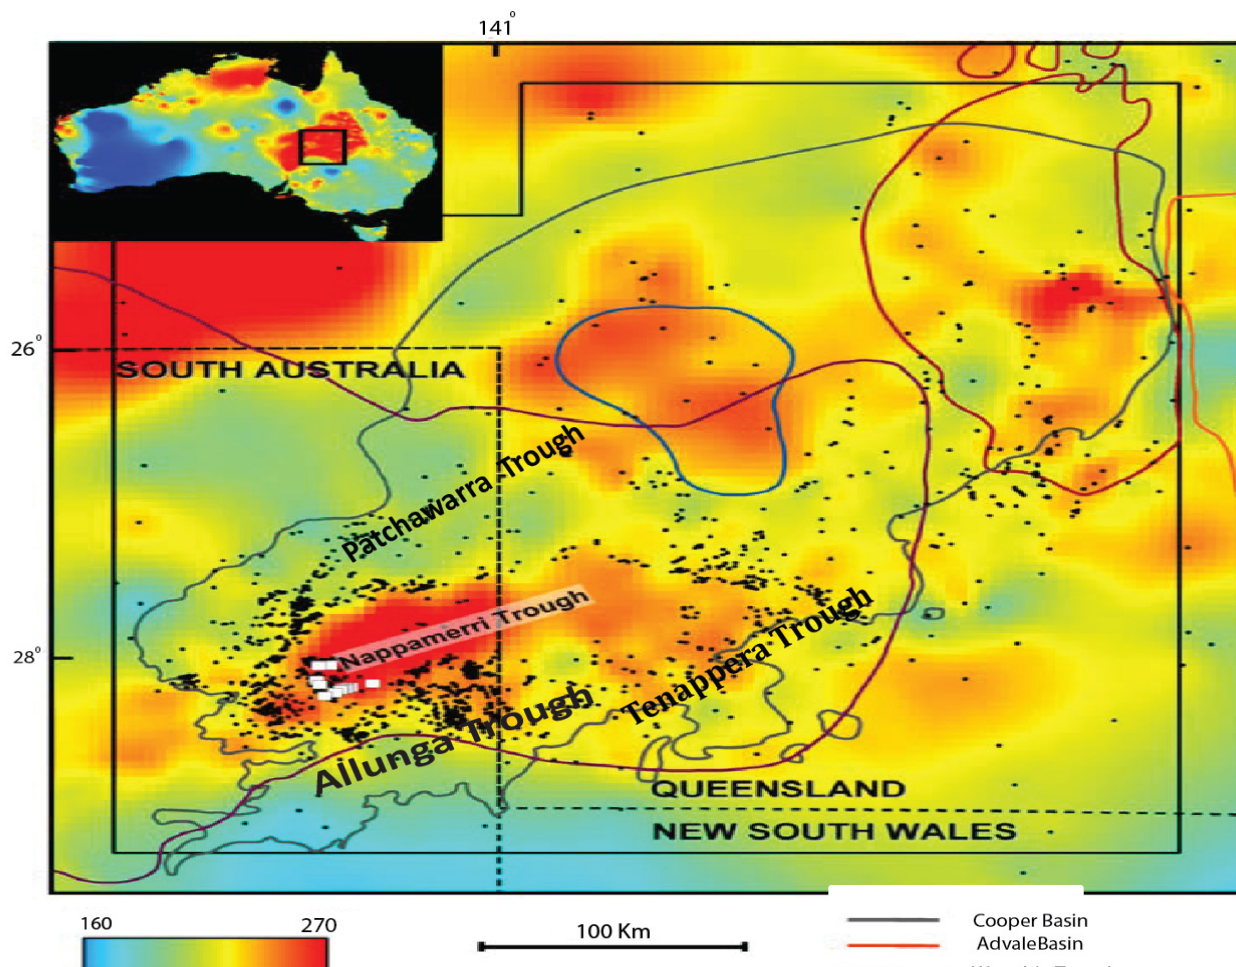 141°
26°
SOUTH AUSTRALIA
Patchawarra Trough
Nappamerri Trough
28°
Tenappera Trough
Allunga Trough
QUEENSLAND
NEW SOUTH WALES
160 270
100 Km
Cooper Basin
AdvaleBasin